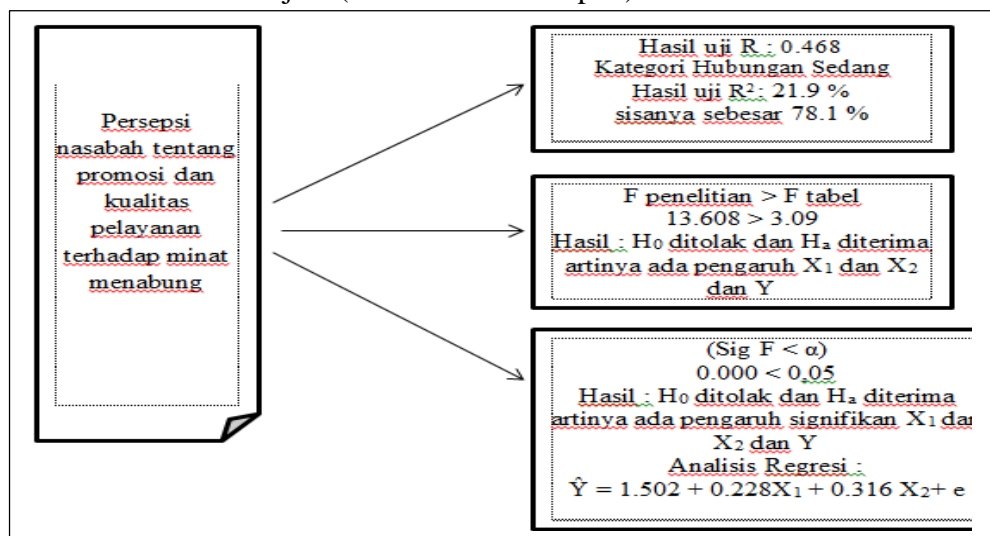 Persepsi
nasabah tentang
promosi dan
kualitas
pelayanan
terhadap minat
menabung
Hasil uji R : 0.468
Kategori Hubungan Sedang
Hasil uji R²: 21.9 %
sisanya sebesar 78.1 %
F penelitian > F tabel
13.608 > 3.09
Hasil : H₀ ditolak dan Hₐ diterima
artinya ada pengaruh X₁ dan X₂
dan Y
(Sig F < α)
0.000 < 0,05
Hasil : H₀ ditolak dan Hₐ diterima
artinya ada pengaruh signifikan X₁ dan
X₂ dan Y
Analisis Regresi :
Ŷ = 1.502 + 0.228X₁ + 0.316 X₂+ e